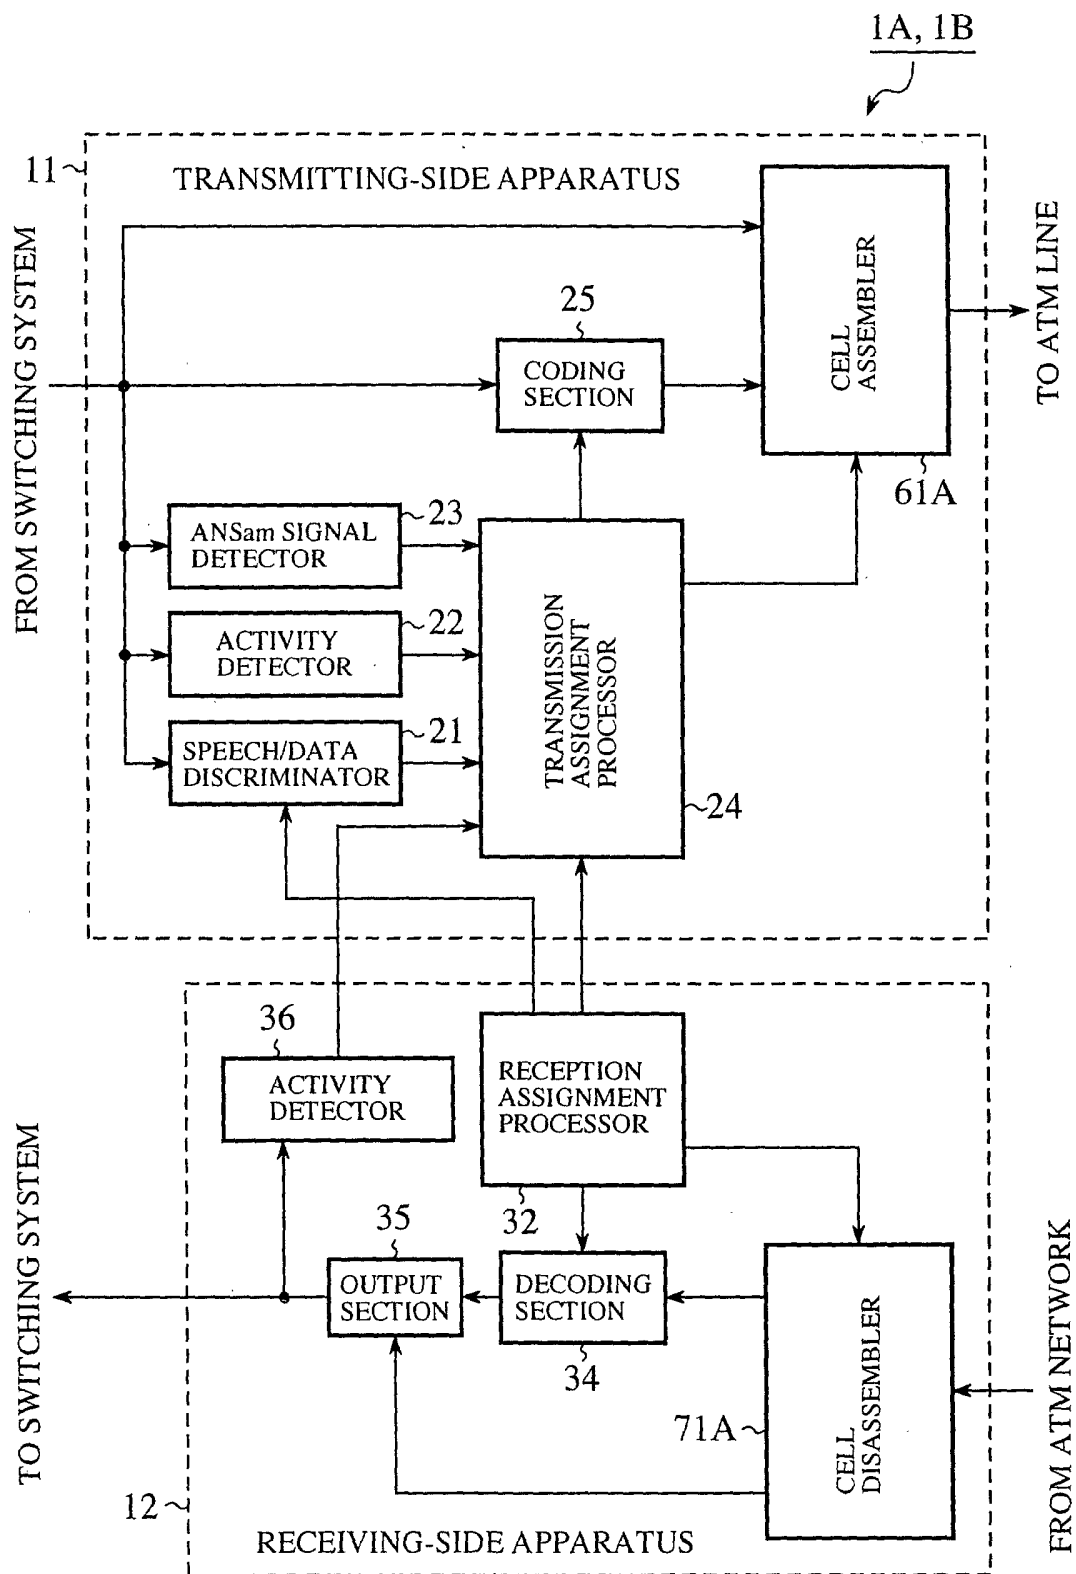 1A, 1B
11
TRANSMITTING-SIDE APPARATUS
FROM SWITCHING SYSTEM
TO ATM LINE
CELL
ASSEMBLER
61A
25
CODING
SECTION
23
ANSam SIGNAL
DETECTOR
22
ACTIVITY
DETECTOR
21
SPEECH/DATA
DISCRIMINATOR
TRANSMISSION
ASSIGNMENT
PROCESSOR
24
36
ACTIVITY
DETECTOR
RECEPTION
ASSIGNMENT
PROCESSOR
32
TO SWITCHING SYSTEM
35
OUTPUT
SECTION
DECODING
SECTION
34
CELL
DISASSEMBLER
71A
FROM ATM NETWORK
12
RECEIVING-SIDE APPARATUS